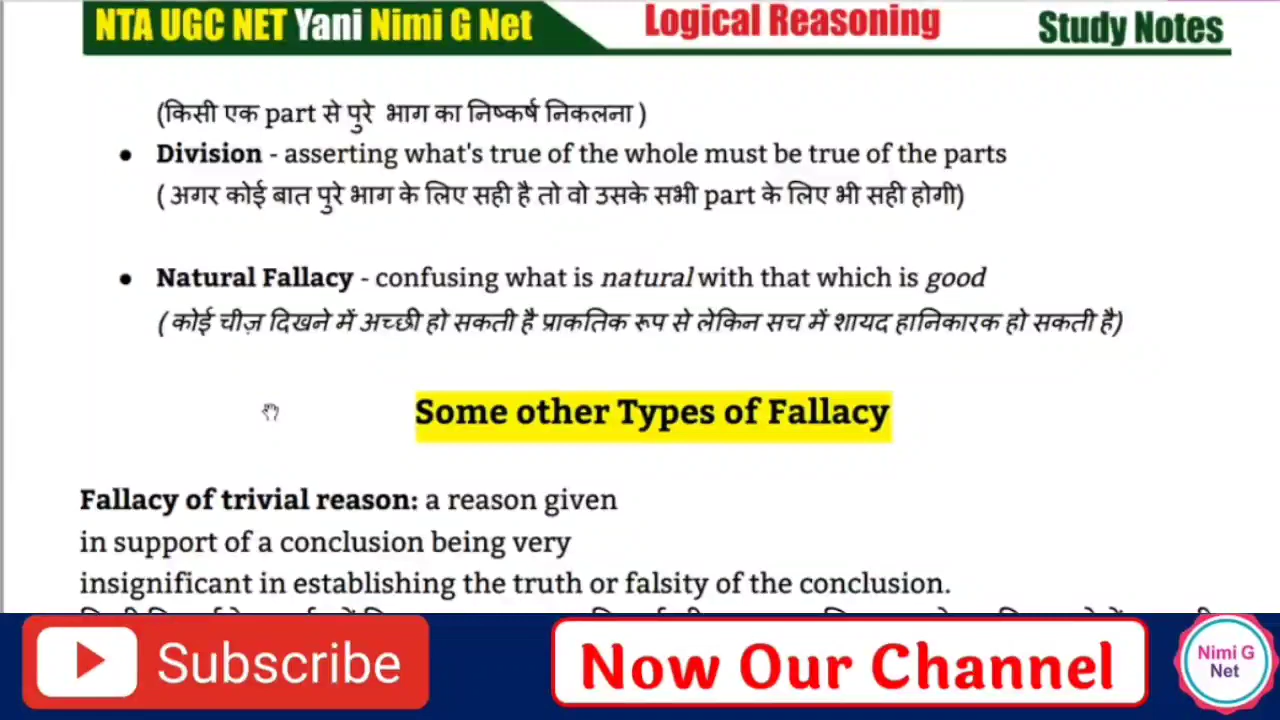 NTA UGC NET Yani Nimi G Net
Logical Reasoning
Study Notes
(किसी एक part से पुरे भाग का निष्कर्ष निकलना )
• Division - asserting what's true of the whole must be true of the parts
( अगर कोई बात पुरे भाग के लिए सही है तो वो उसके सभी part के लिए भी सही होगी)
• Natural Fallacy - confusing what is natural with that which is good
( कोई चीज़ दिखने में अच्छी हो सकती है प्राकतिक रूप से लेकिन सच में शायद हानिकारक हो सकती है)
Some other Types of Fallacy
Fallacy of trivial reason: a reason given
in support of a conclusion being very
insignificant in establishing the truth or falsity of the conclusion.
Subscribe
Now Our Channel
Nimi G
Net